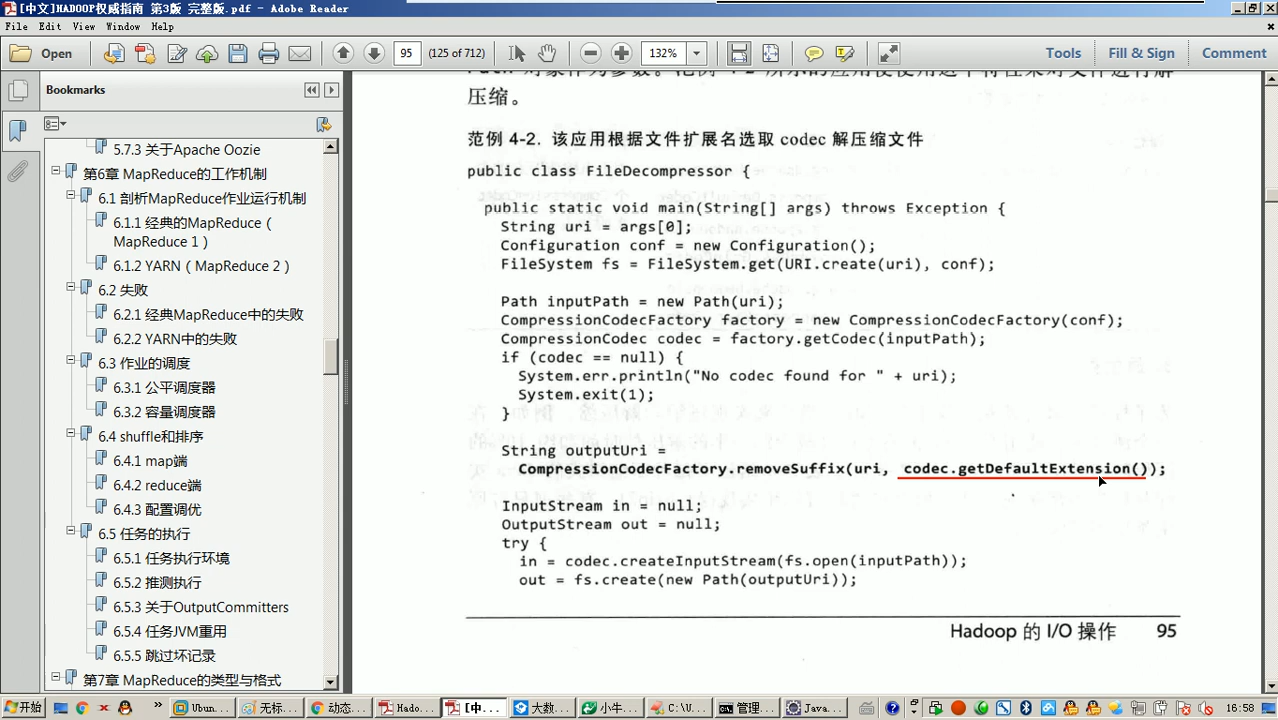 [中文]HADOOP权威指南 第3版 完整版.pdf - Adobe Reader
File Edit View Window Help
Open
95 (125 of 712)
132%
Tools Fill & Sign Comment
Bookmarks
5.7.3 关于Apache Oozie
第6章 MapReduce的工作机制
6.1 剖析MapReduce作业运行机制
6.1.1 经典的MapReduce（
MapReduce 1）
6.1.2 YARN（MapReduce 2）
6.2 失败
6.2.1 经典MapReduce中的失败
6.2.2 YARN中的失败
6.3 作业的调度
6.3.1 公平调度器
6.3.2 容量调度器
6.4 shuffle和排序
6.4.1 map端
6.4.2 reduce端
6.4.3 配置调优
6.5 任务的执行
6.5.1 任务执行环境
6.5.2 推测执行
6.5.3 关于OutputCommitters
6.5.4 任务JVM重用
6.5.5 跳过坏记录
第7章 MapReduce的类型与格式
压缩。
范例 4-2. 该应用根据文件扩展名选取 codec 解压缩文件
public class FileDecompressor {
public static void main(String[] args) throws Exception {
String uri = args[0];
Configuration conf = new Configuration();
FileSystem fs = FileSystem.get(URI.create(uri), conf);
Path inputPath = new Path(uri);
CompressionCodecFactory factory = new CompressionCodecFactory(conf);
CompressionCodec codec = factory.getCodec(inputPath);
if (codec == null) {
System.err.println("No codec found for " + uri);
System.exit(1);
}
String outputUri =
CompressionCodecFactory.removeSuffix(uri, codec.getDefaultExtension());
InputStream in = null;
OutputStream out = null;
try {
in = codec.createInputStream(fs.open(inputPath));
out = fs.create(new Path(outputUri));
Hadoop 的 I/O 操作 95
开始 Ubun... 无标... 动态... Hado... [中... 大数... 小牛... C:\U... 管理... Java... 16:58